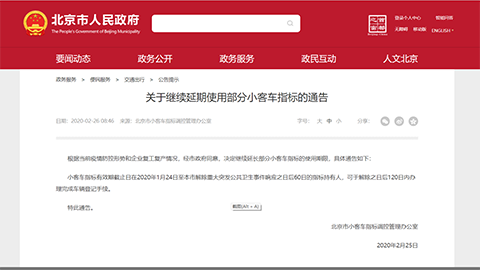 北京市人民政府
The People's Government of Beijing Municipality
登录个人中心
无障碍 移动版 ENGLISH
要闻动态 政务公开 政务服务 政民互动 人文北京
政务服务 > 便民服务 > 交通出行 > 公告提示
关于继续延期使用部分小客车指标的通告
日期：2020-02-26 08:46 来源：北京市小客车指标调控管理办公室 字号：大 中 小 分享：
根据当前疫情防控形势和企业复工复产情况，经市政府同意，决定继续延长部分小客车指标的使用期限，具体通告如下：
小客车指标有效期截止日在2020年1月24日至本市解除重大突发公共卫生事件响应之日后60日的指标持有人，可于解除之日后120日内办
理完成车辆登记手续。
特此通告。
截图(Alt + A)
北京市小客车指标调控管理办公室
2020年2月25日